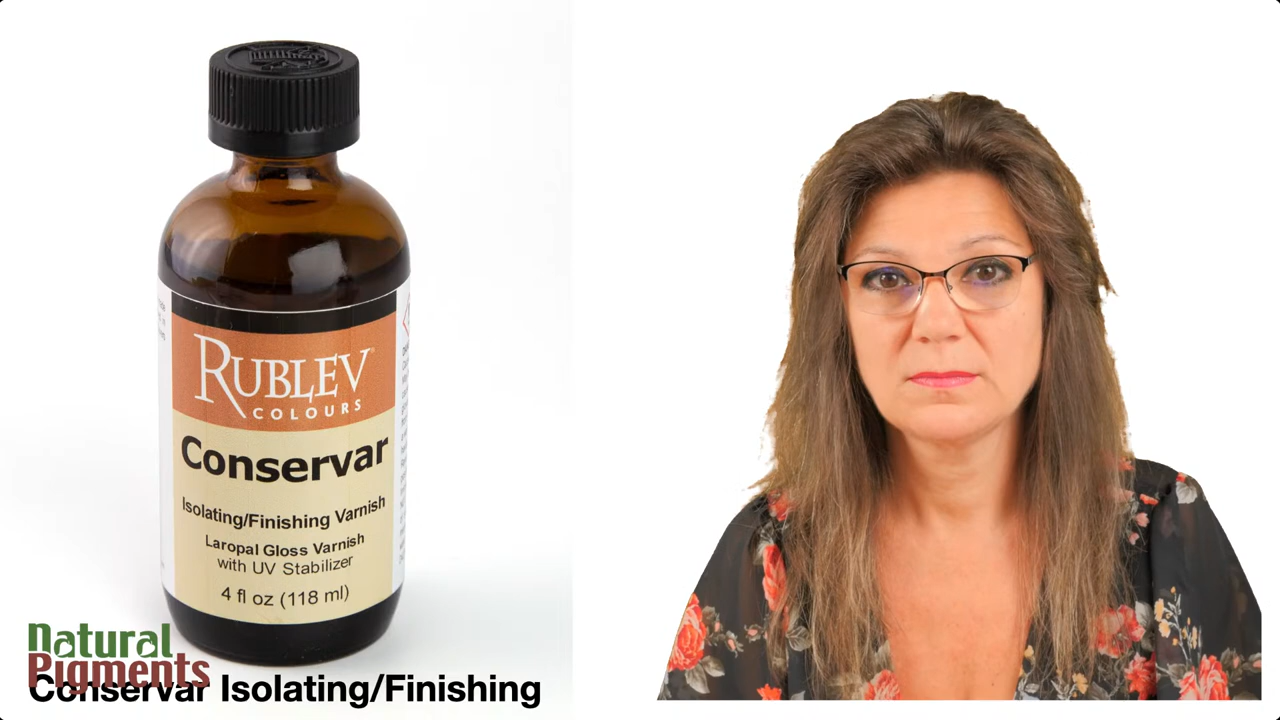 RUBLEV
COLOURS
Conservar
Isolating/Finishing Varnish
Laropal Gloss Varnish
with UV Stabilizer
4 fl oz (118 ml)
Natural
Pigments
Conservar Isolating/Finishing